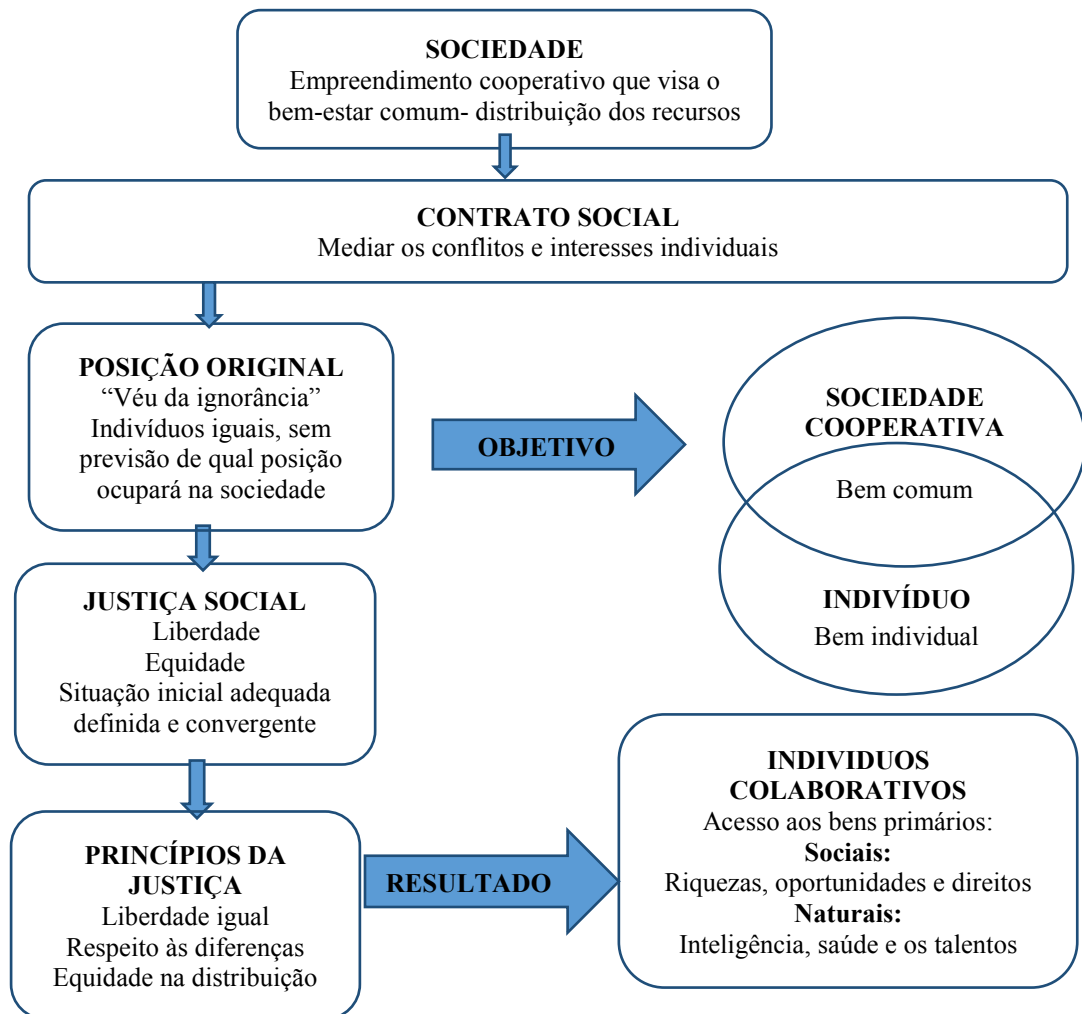 SOCIEDADE
Empreendimento cooperativo que visa o
bem-estar comum- distribuição dos recursos
CONTRATO SOCIAL
Mediar os conflitos e interesses individuais
POSIÇÃO ORIGINAL
“Véu da ignorância”
Indivíduos iguais, sem
previsão de qual posição
ocupará na sociedade
OBJETIVO
SOCIEDADE
COOPERATIVA
Bem comum
INDIVÍDUO
Bem individual
JUSTIÇA SOCIAL
Liberdade
Equidade
Situação inicial adequada
definida e convergente
PRINCÍPIOS DA
JUSTIÇA
Liberdade igual
Respeito às diferenças
Equidade na distribuição
RESULTADO
INDIVIDUOS
COLABORATIVOS
Acesso aos bens primários:
Sociais:
Riquezas, oportunidades e direitos
Naturais:
Inteligência, saúde e os talentos